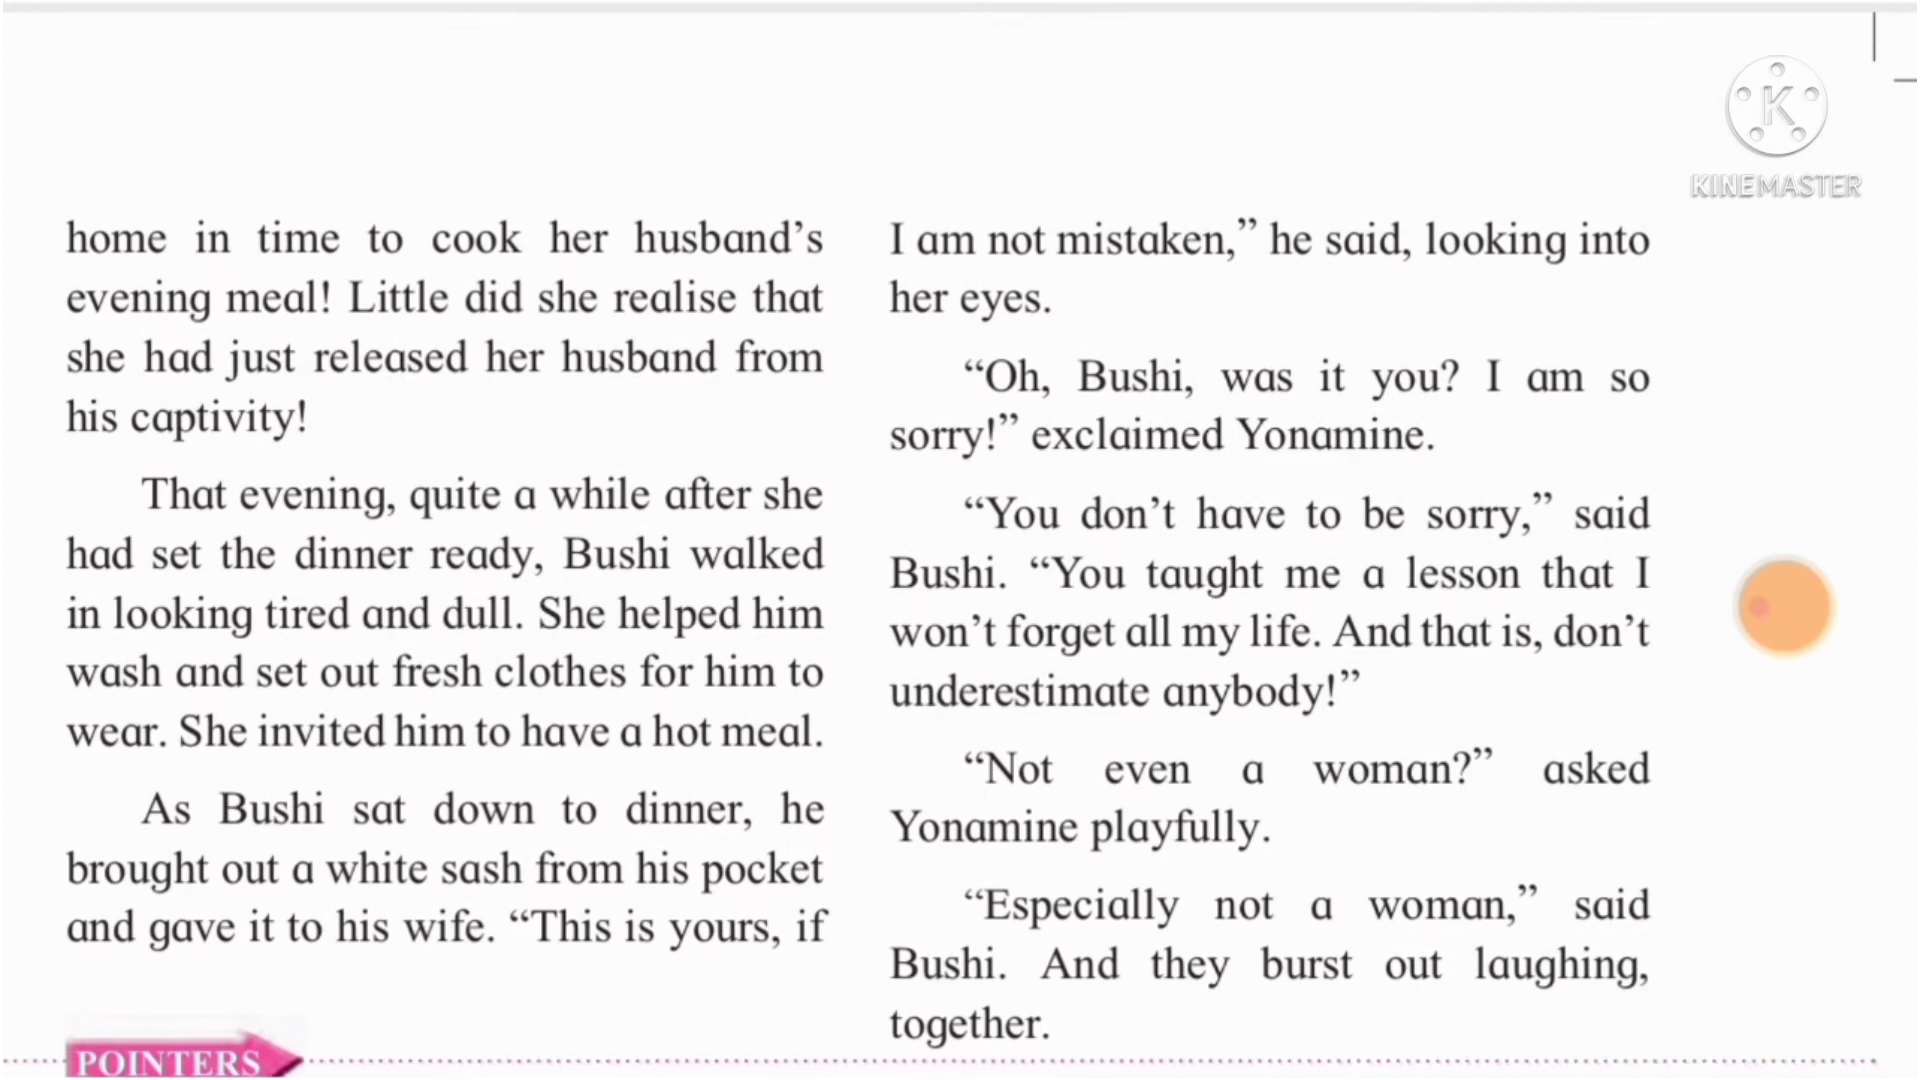 KINEMASTER
home in time to cook her husband's
evening meal! Little did she realise that
she had just released her husband from
his captivity!
That evening, quite a while after she
had set the dinner ready, Bushi walked
in looking tired and dull. She helped him
wash and set out fresh clothes for him to
wear. She invited him to have a hot meal.
As Bushi sat down to dinner, he
brought out a white sash from his pocket
and gave it to his wife. “This is yours, if
I am not mistaken,” he said, looking into
her eyes.
“Oh, Bushi, was it you? I am so
sorry!” exclaimed Yonamine.
“You don’t have to be sorry,” said
Bushi. “You taught me a lesson that I
won’t forget all my life. And that is, don’t
underestimate anybody!”
“Not even a woman?” asked
Yonamine playfully.
“Especially not a woman,” said
Bushi. And they burst out laughing,
together.
POINTERS